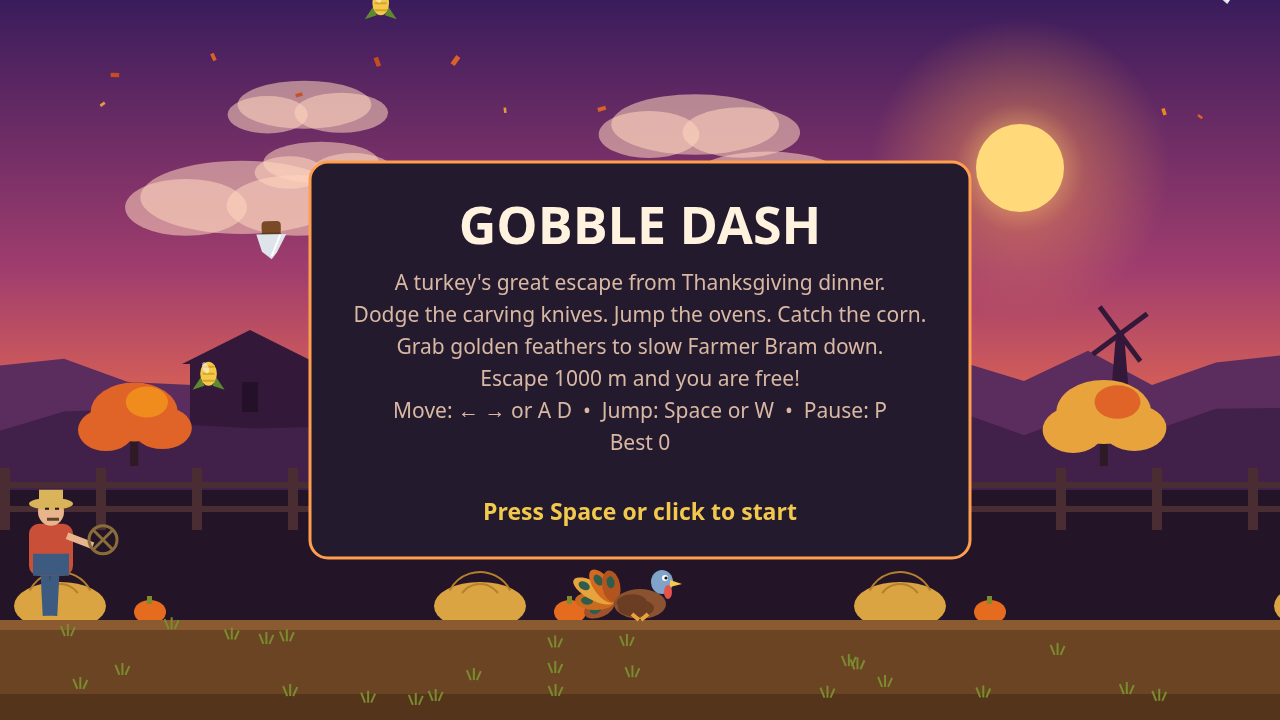 GOBBLE DASH
A turkey's great escape from Thanksgiving dinner.
Dodge the carving knives. Jump the ovens. Catch the corn.
Grab golden feathers to slow Farmer Bram down.
Escape 1000 m and you are free!
Move: ← → or A D • Jump: Space or W • Pause: P
Best 0
Press Space or click to start